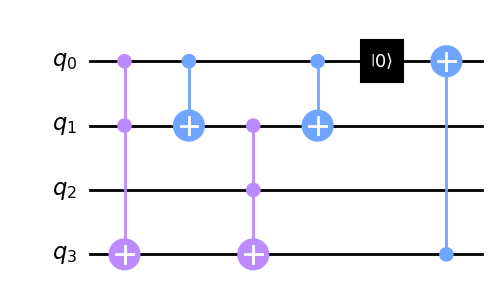 q₀ |0⟩
q₁
q₂
q₃